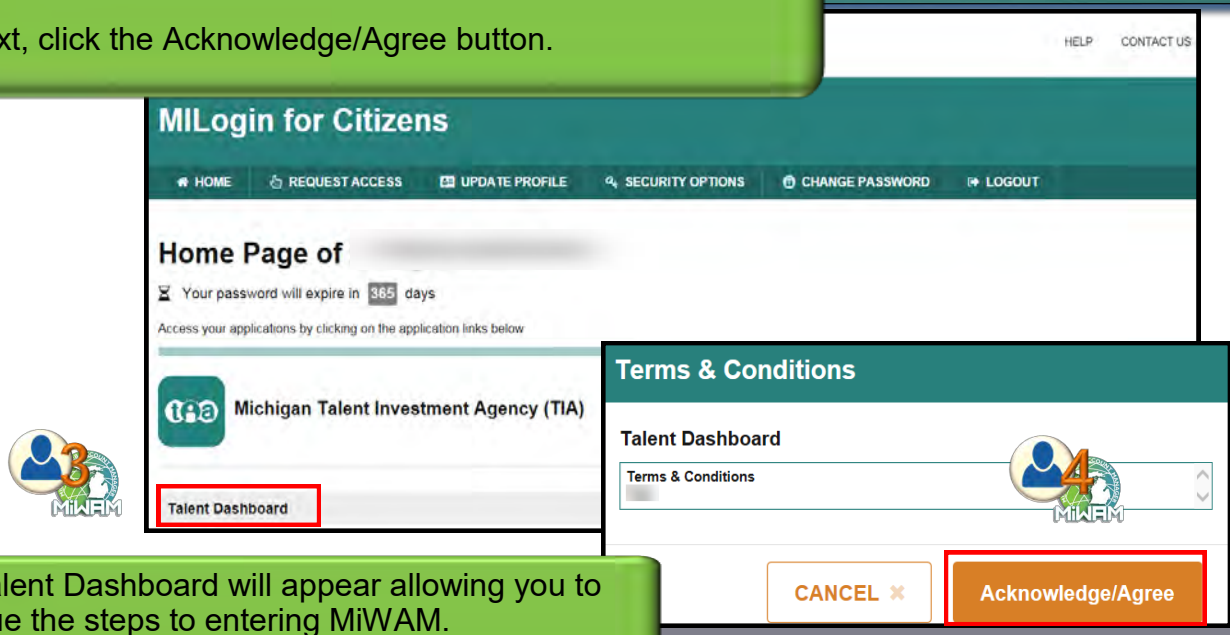 click the Acknowledge/Agree button.
HELP CONTACT US
MILogin for Citizens
HOME REQUEST ACCESS UPDATE PROFILE SECURITY OPTIONS CHANGE PASSWORD LOGOUT
Home Page of
Your password will expire in 365 days
Access your applications by clicking on the application links below
tia Michigan Talent Investment Agency (TIA)
Talent Dashboard
3
MiWAM
Terms & Conditions
Talent Dashboard
Terms & Conditions
4
MiWAM
CANCEL Acknowledge/Agree
Dashboard will appear allowing you to
the steps to entering MiWAM.